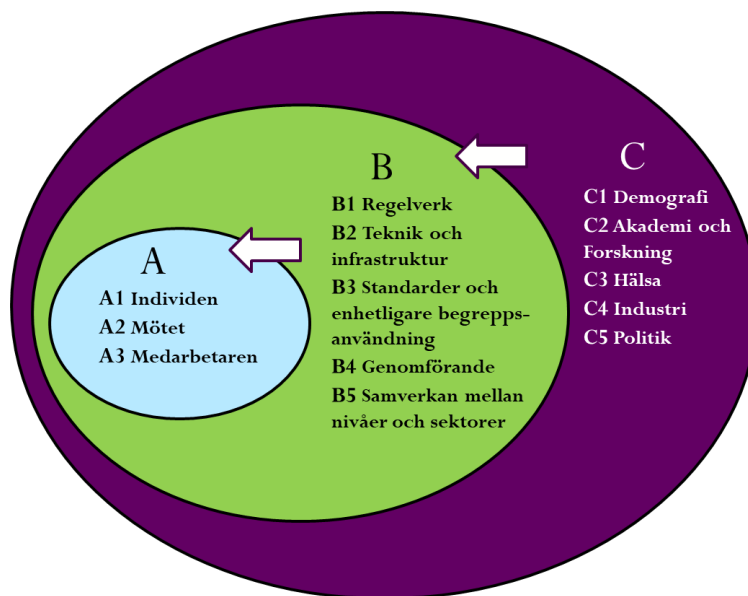 A
A1 Individen
A2 Mötet
A3 Medarbetaren
B
B1 Regelverk
B2 Teknik och
infrastruktur
B3 Standarder och
enhetligare begrepps-
användning
B4 Genomförande
B5 Samverkan mellan
nivåer och sektorer
C
C1 Demografi
C2 Akademi och
Forskning
C3 Hälsa
C4 Industri
C5 Politik